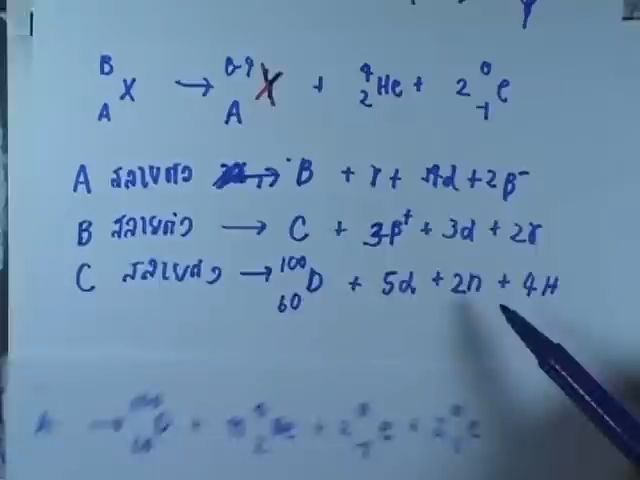 B A X → B-4 A X + 4 2 He + 2 0 -1 e
A สลายตัว → B + γ + 4α + 2β⁻
B สลายตัว → C + 3β⁺ + 3α + 2γ
C สลายตัว → 100 60 D + 5α + 2n + 4H